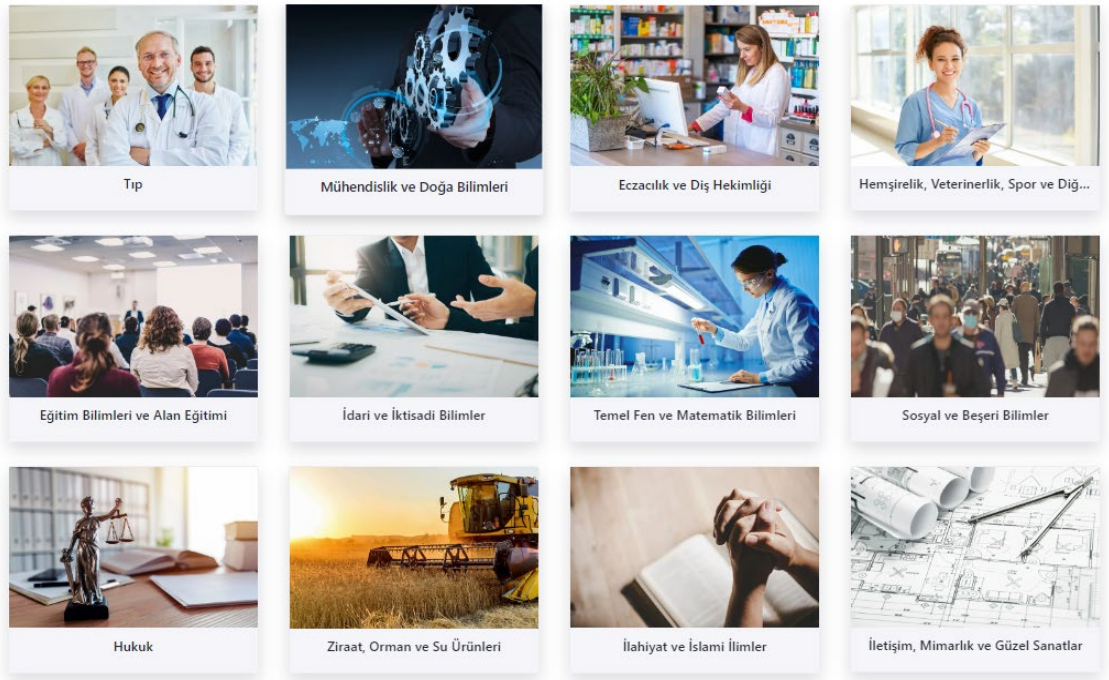 Tıp
Mühendislik ve Doğa Bilimleri
Eczacılık ve Diş Hekimliği
Hemşirelik, Veterinerlik, Spor ve Diğ...
Eğitim Bilimleri ve Alan Eğitimi
İdari ve İktisadi Bilimler
Temel Fen ve Matematik Bilimleri
Sosyal ve Beşeri Bilimler
Hukuk
Ziraat, Orman ve Su Ürünleri
İlahiyat ve İslami İlimler
İletişim, Mimarlık ve Güzel Sanatlar